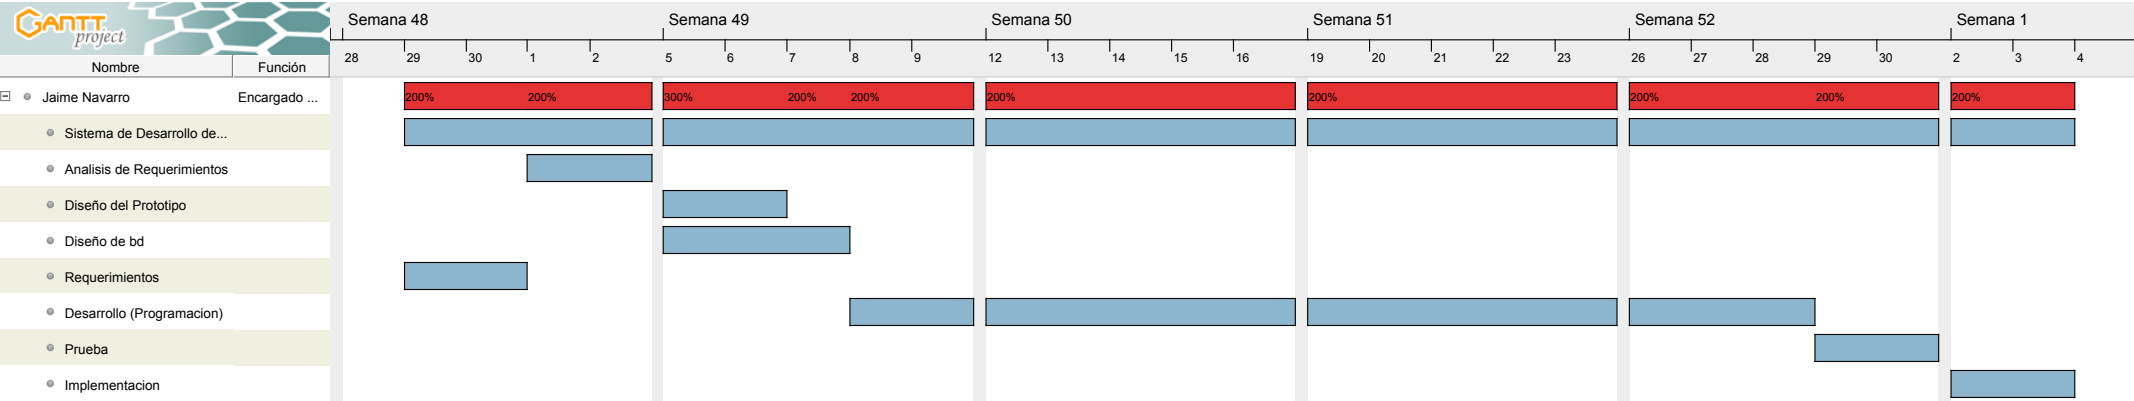 GANTT
project
Semana 48 Semana 49 Semana 50 Semana 51 Semana 52 Semana 1
28 29 30 1 2 5 6 7 8 9 12 13 14 15 16 19 20 21 22 23 26 27 28 29 30 2 3 4
Nombre Función
Jaime Navarro Encargado ... 200% 200% 300% 200% 200% 200% 200% 200% 200% 200%
Sistema de Desarrollo de...
Analisis de Requerimientos
Diseño del Prototipo
Diseño de bd
Requerimientos
Desarrollo (Programacion)
Prueba
Implementacion